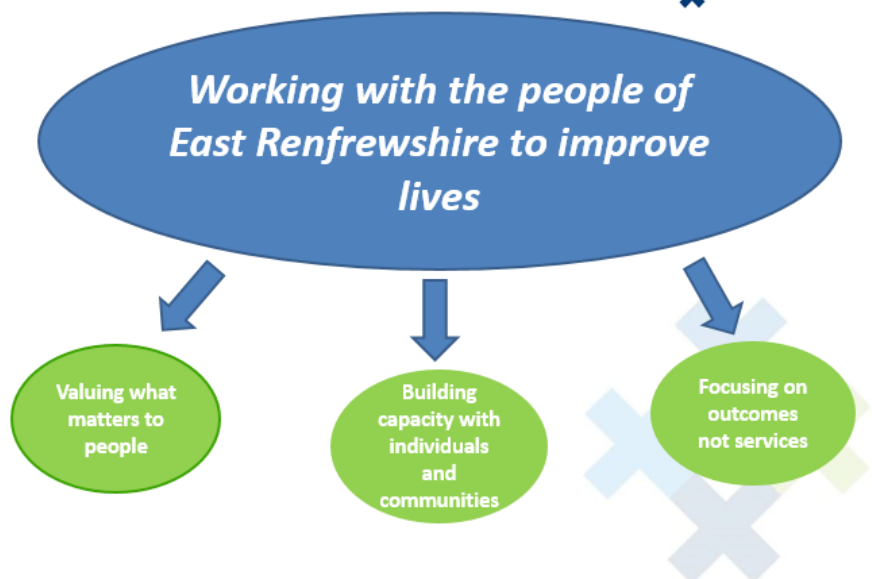 Working with the people of
East Renfrewshire to improve
lives
Valuing what
matters to
people
Building
capacity with
individuals
and
communities
Focusing on
outcomes
not services